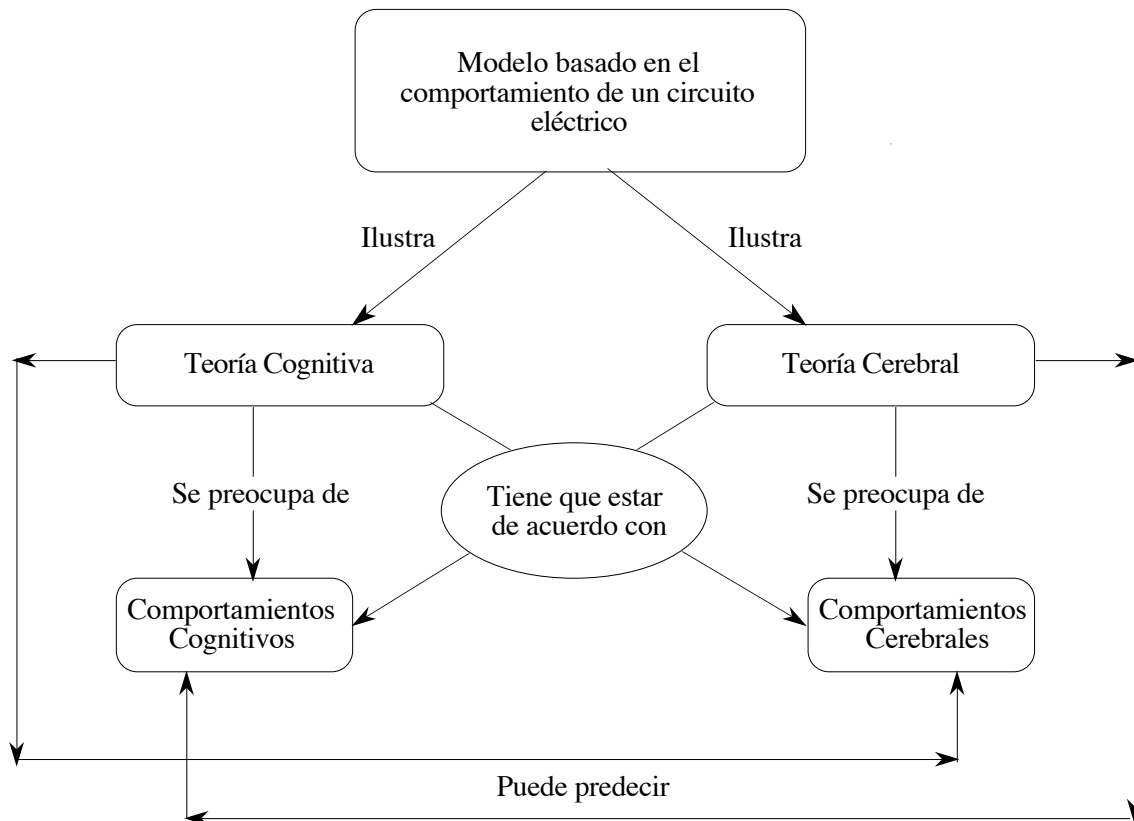 Modelo basado en el
comportamiento de un circuito
eléctrico
Ilustra
Ilustra
Teoría Cognitiva
Teoría Cerebral
Se preocupa de
Tiene que estar
de acuerdo con
Se preocupa de
Comportamientos
Cognitivos
Comportamientos
Cerebrales
Puede predecir